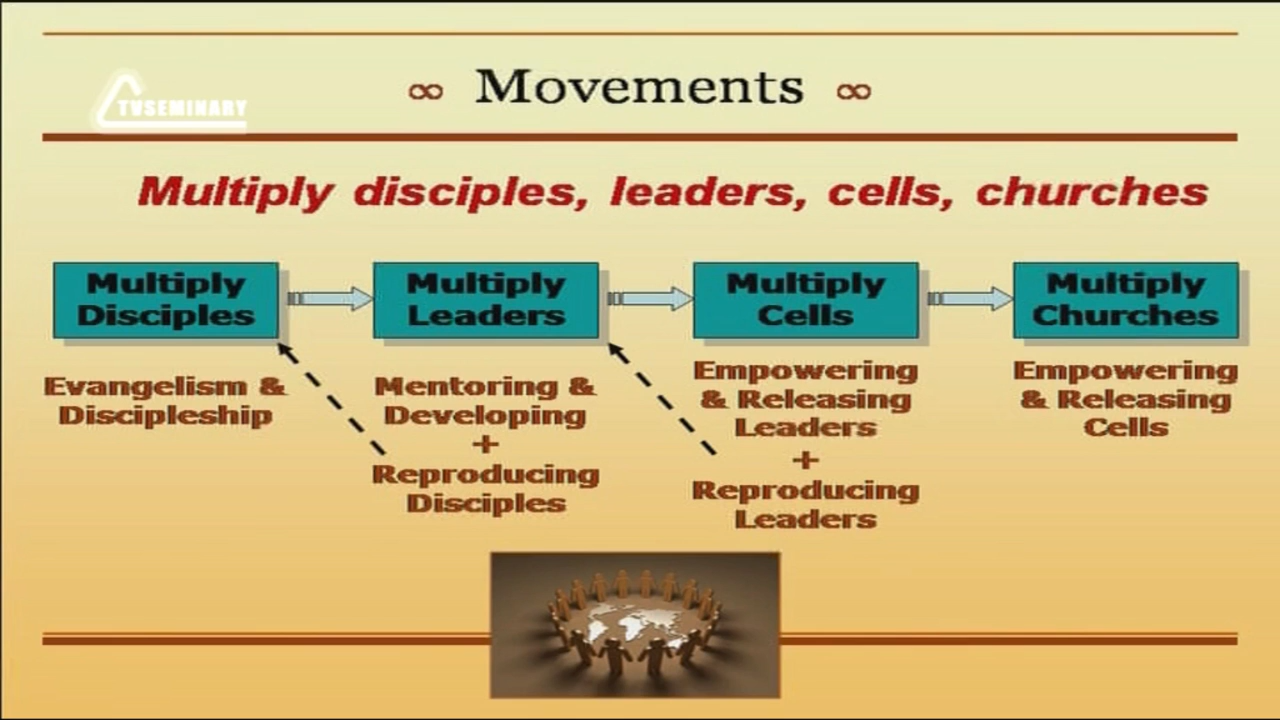 TVSEMINARY
∞ Movements ∞
Multiply disciples, leaders, cells, churches
Multiply
Disciples
Evangelism &
Discipleship
Multiply
Leaders
Mentoring &
Developing
+
Reproducing
Disciples
Multiply
Cells
Empowering
& Releasing
Leaders
+
Reproducing
Leaders
Multiply
Churches
Empowering
& Releasing
Cells